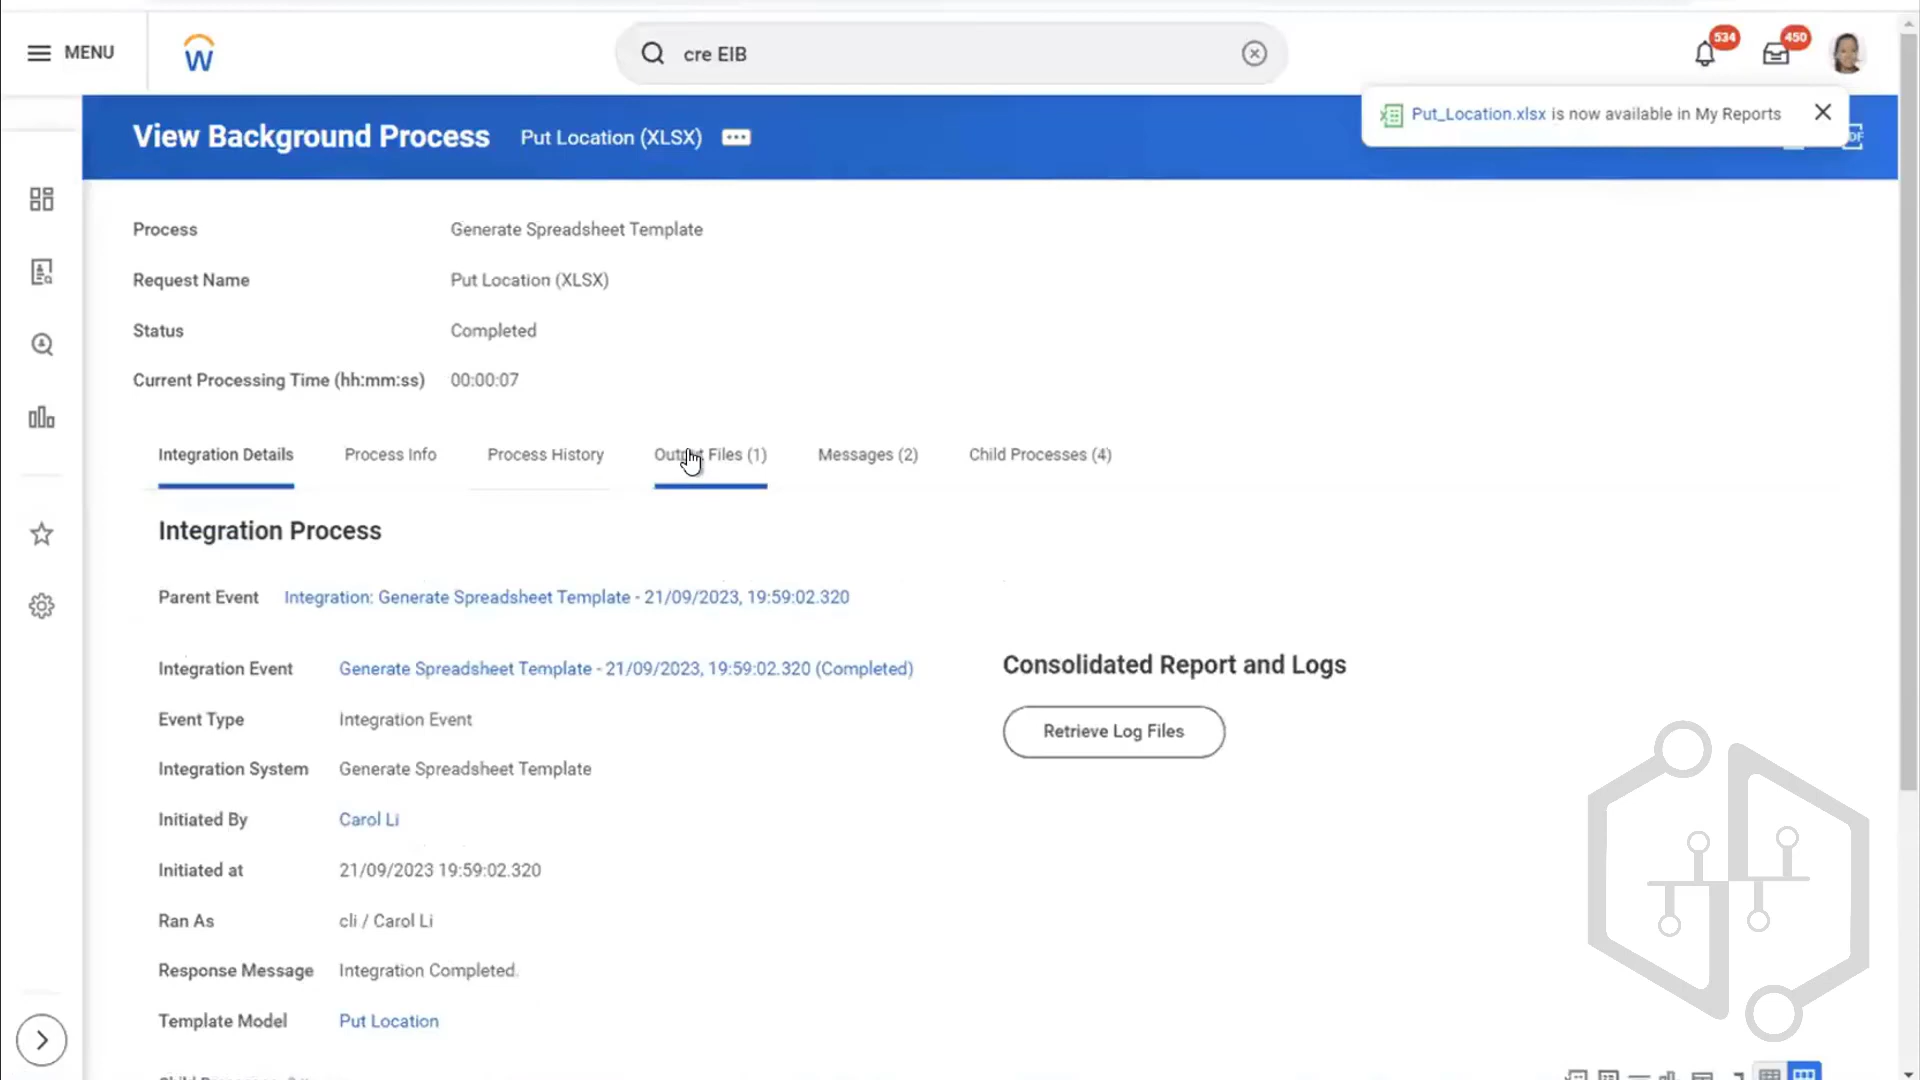 MENU
cre EIB
534
450
Put_Location.xlsx is now available in My Reports
View Background Process Put Location (XLSX)
Process Generate Spreadsheet Template
Request Name Put Location (XLSX)
Status Completed
Current Processing Time (hh:mm:ss) 00:00:07
Integration Details Process Info Process History Output Files (1) Messages (2) Child Processes (4)
Integration Process
Parent Event Integration: Generate Spreadsheet Template - 21/09/2023, 19:59:02.320
Integration Event Generate Spreadsheet Template - 21/09/2023, 19:59:02.320 (Completed)
Consolidated Report and Logs
Event Type Integration Event
Retrieve Log Files
Integration System Generate Spreadsheet Template
Initiated By Carol Li
Initiated at 21/09/2023 19:59:02.320
Ran As cli / Carol Li
Response Message Integration Completed.
Template Model Put Location